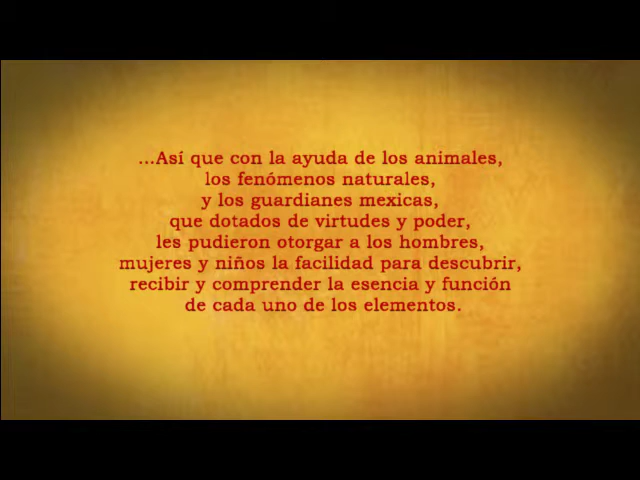 ...Así que con la ayuda de los animales,
los fenómenos naturales,
y los guardianes mexicas,
que dotados de virtudes y poder,
les pudieron otorgar a los hombres,
mujeres y niños la facilidad para descubrir,
recibir y comprender la esencia y función
de cada uno de los elementos.